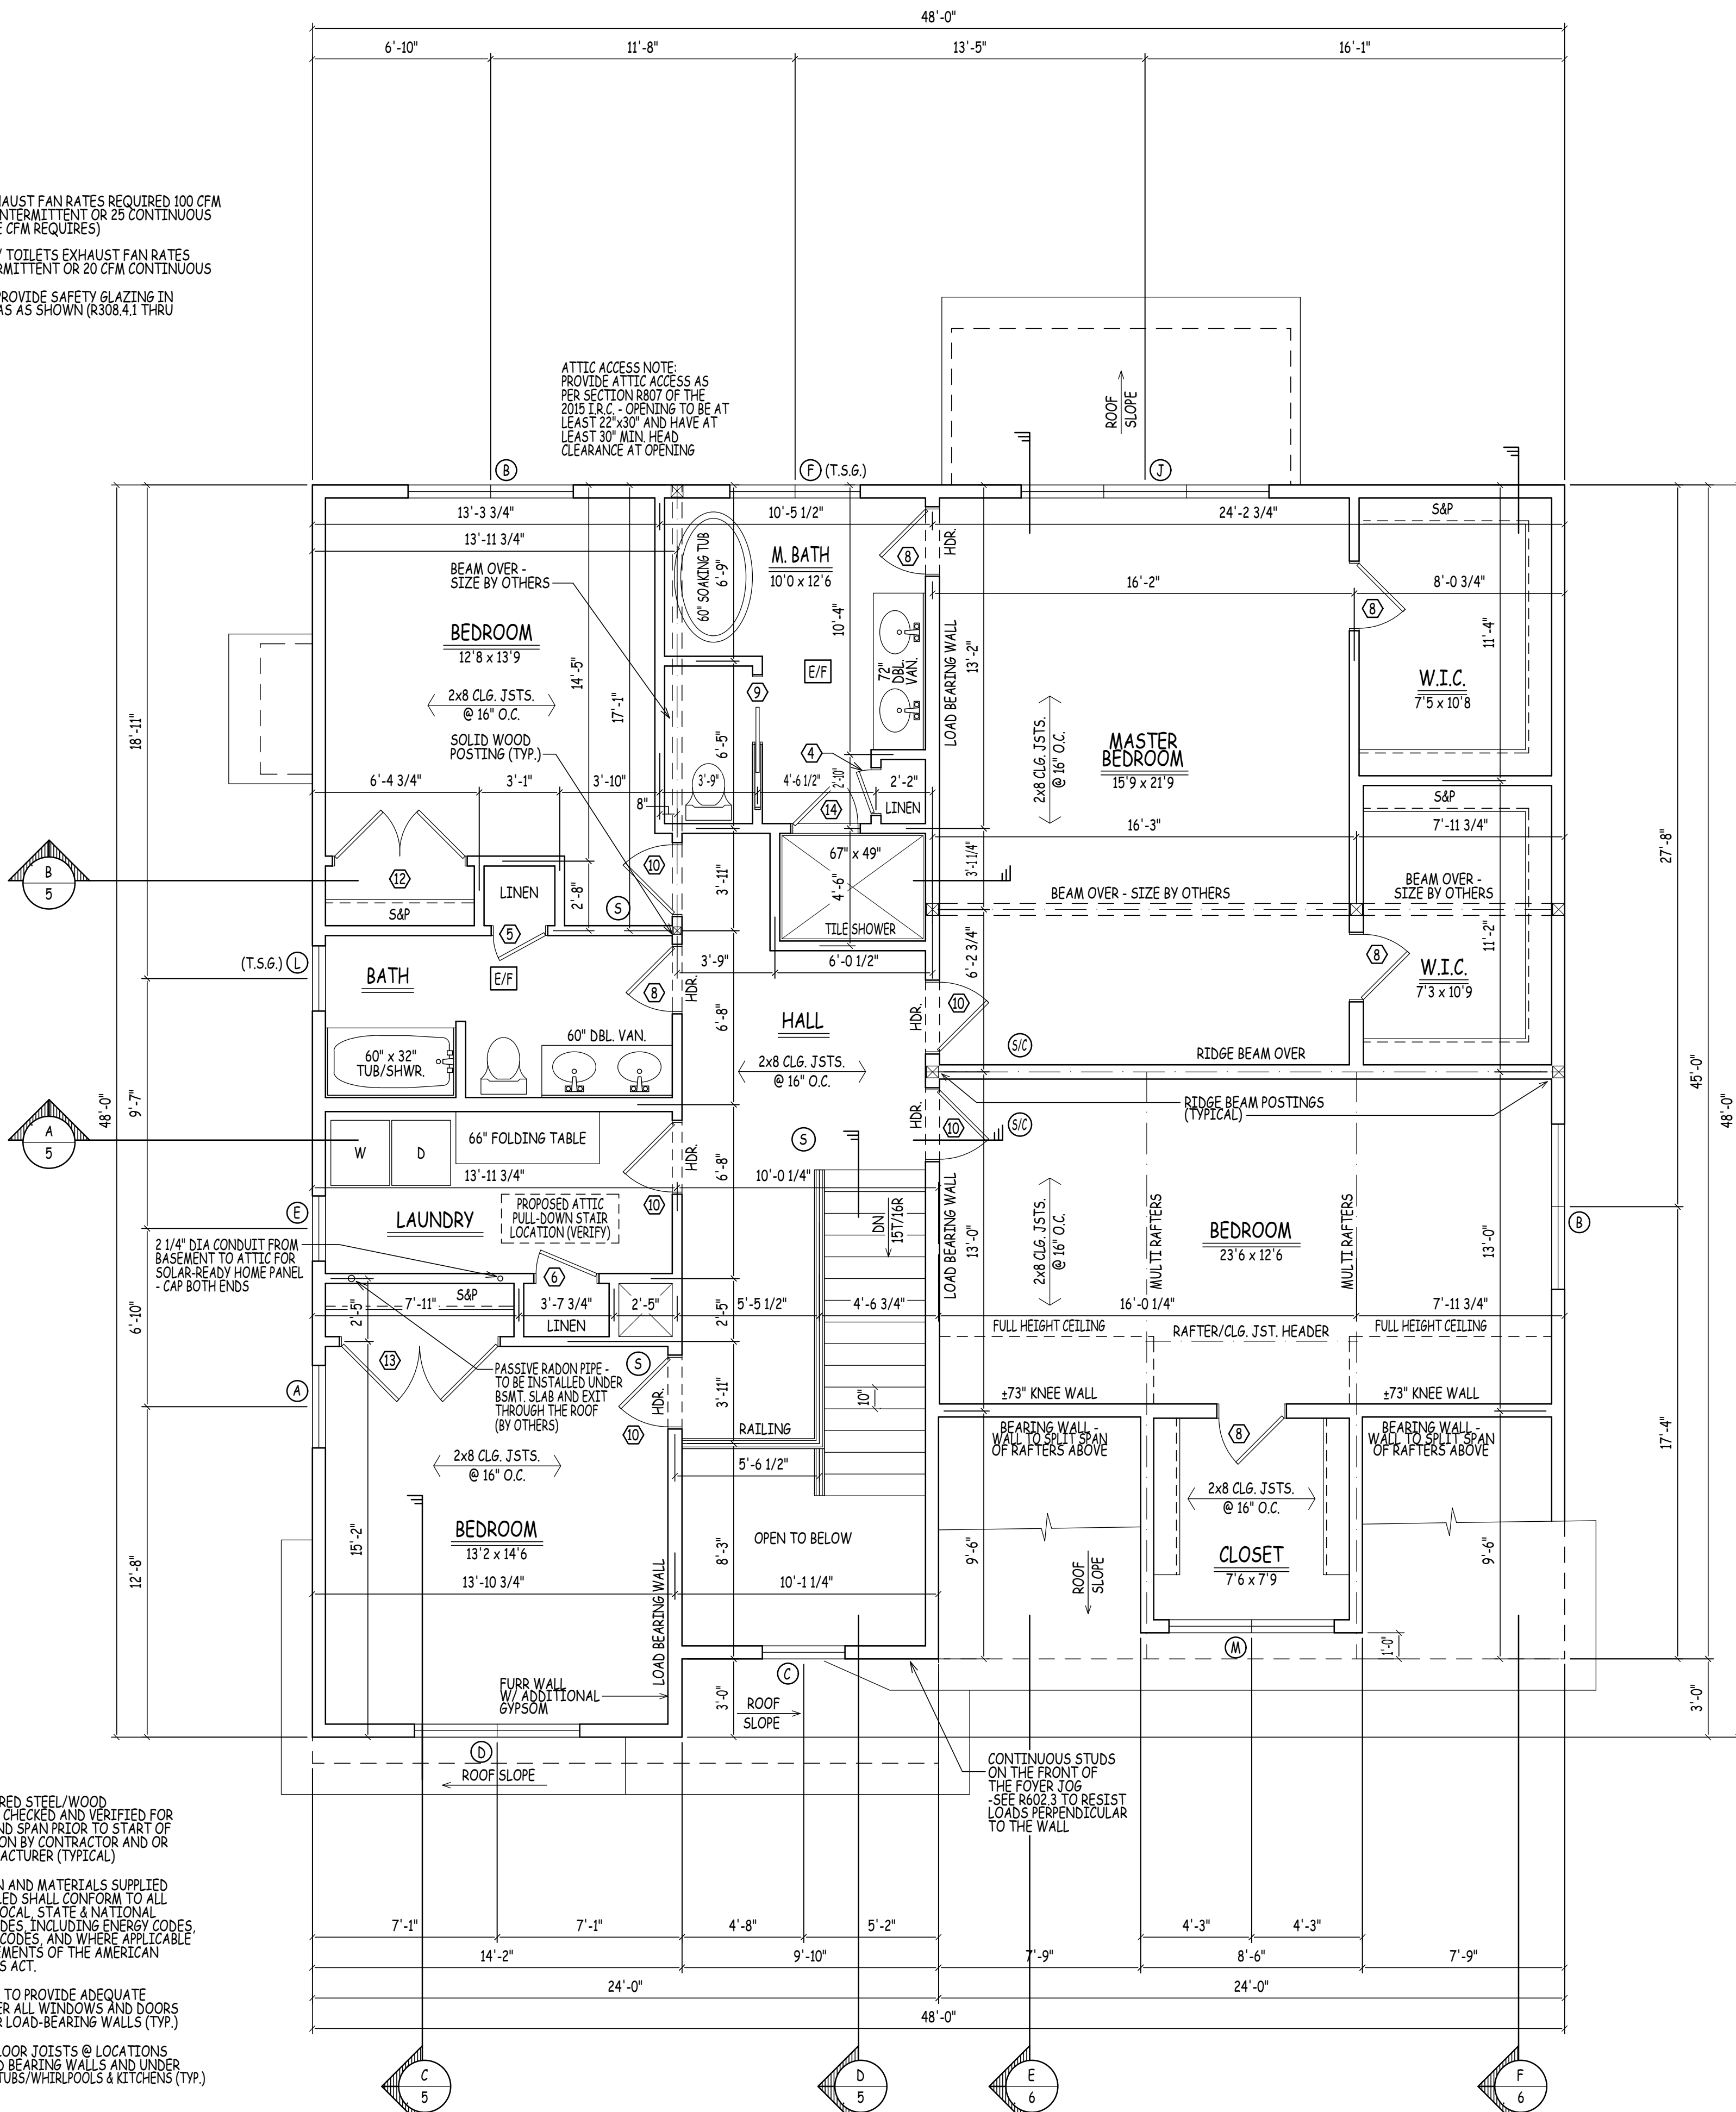 48'-0"
6'-10"
11'-8"
13'-5"
16'-1"
HAUST FAN RATES REQUIRED 100 CFM
INTERMITTENT OR 25 CONTINUOUS
E CFM REQUIRES)
TOILETS EXHAUST FAN RATES
RMITTENT OR 20 CFM CONTINUOUS
PROVIDE SAFETY GLAZING IN
AS AS SHOWN (R308.4.1 THRU
ATTIC ACCESS NOTE:
PROVIDE ATTIC ACCESS AS
PER SECTION R807 OF THE
2015 I.R.C. - OPENING TO BE AT
LEAST 22"x30" AND HAVE AT
LEAST 30" MIN. HEAD
CLEARANCE AT OPENING
ROOF
SLOPE
B
F (T.S.G.)
J
13'-3 3/4"
10'-5 1/2"
24'-2 3/4"
S&P
13'-11 3/4"
BEAM OVER -
SIZE BY OTHERS
60" SOAKING TUB
6'-9"
M. BATH
10'0 x 12'6
8
HDR.
16'-2"
8'-0 3/4"
8
BEDROOM
12'8 x 13'9
2x8 CLG. JSTS.
@ 16" O.C.
14'-5"
17'-1"
10'-4"
E/F
72"
DBL.
VAN.
LOAD BEARING WALL
13'-2"
11'-4"
W.I.C.
7'5 x 10'8
9
18'-11"
SOLID WOOD
POSTING (TYP.)
6'-5"
4
2x8 CLG. JSTS.
@ 16" O.C.
MASTER
BEDROOM
15'9 x 21'9
6'-4 3/4"
3'-1"
3'-10"
3'-9"
4'-6 1/2"
2'-10"
2'-2"
8"
14
LINEN
S&P
16'-3"
7'-11 3/4"
27'-8"
B
5
12
S&P
LINEN
2'-8"
10
3'-11"
67" x 49"
4'-6"
TILE SHOWER
3'-1 1/4"
BEAM OVER - SIZE BY OTHERS
BEAM OVER -
SIZE BY OTHERS
S
5
(T.S.G.) L
BATH
E/F
8
HDR.
3'-9"
6'-0 1/2"
6'-2 3/4"
8
11'-2"
W.I.C.
7'3 x 10'9
6'-8"
HALL
HDR.
10
60" x 32"
TUB/SHWR.
60" DBL. VAN.
2x8 CLG. JSTS.
@ 16" O.C.
S/C
RIDGE BEAM OVER
45'-0"
48'-0"
48'-0"
9'-7"
RIDGE BEAM POSTINGS
(TYPICAL)
A
5
W
D
66" FOLDING TABLE
HDR.
S
HDR.
10
S/C
13'-11 3/4"
6'-8"
10'-0 1/4"
E
LAUNDRY
PROPOSED ATTIC
PULL-DOWN STAIR
LOCATION (VERIFY)
10
DN
15T/16R
LOAD BEARING WALL
13'-0"
2x8 CLG. JSTS.
@ 16" O.C.
MULTI RAFTERS
BEDROOM
23'6 x 12'6
MULTI RAFTERS
13'-0"
B
2 1/4" DIA CONDUIT FROM
BASEMENT TO ATTIC FOR
SOLAR-READY HOME PANEL
- CAP BOTH ENDS
6
S&P
2'-5"
7'-11"
3'-7 3/4"
2'-5"
LINEN
2'-5"
5'-5 1/2"
4'-6 3/4"
16'-0 1/4"
7'-11 3/4"
6'-10"
FULL HEIGHT CEILING
RAFTER/CLG. JST. HEADER
FULL HEIGHT CEILING
13
PASSIVE RADON PIPE -
TO BE INSTALLED UNDER
BSMT. SLAB AND EXIT
THROUGH THE ROOF
(BY OTHERS)
S
HDR.
10
3'-11"
10"
A
±73" KNEE WALL
±73" KNEE WALL
RAILING
BEARING WALL -
WALL TO SPLIT SPAN
OF RAFTERS ABOVE
8
BEARING WALL -
WALL TO SPLIT SPAN
OF RAFTERS ABOVE
17'-4"
2x8 CLG. JSTS.
@ 16" O.C.
5'-6 1/2"
2x8 CLG. JSTS.
@ 16" O.C.
BEDROOM
13'2 x 14'6
15'-2"
8'-3"
OPEN TO BELOW
9'-6"
CLOSET
7'6 x 7'9
9'-6"
12'-8"
13'-10 3/4"
10'-1 1/4"
ROOF
SLOPE
LOAD BEARING WALL
M
1'-0"
C
FURR WALL
W/ ADDITIONAL
GYPSOM
3'-0"
ROOF
SLOPE
3'-0"
D
ROOF SLOPE
CONTINUOUS STUDS
ON THE FRONT OF
THE FOYER JOG
-SEE R602.3 TO RESIST
LOADS PERPENDICULAR
TO THE WALL
RED STEEL/WOOD
CHECKED AND VERIFIED FOR
ND SPAN PRIOR TO START OF
ON BY CONTRACTOR AND OR
ACTURER (TYPICAL)
N AND MATERIALS SUPPLIED
LED SHALL CONFORM TO ALL
OCAL, STATE & NATIONAL
DES, INCLUDING ENERGY CODES,
CODES, AND WHERE APPLICABLE
EMENTS OF THE AMERICAN
S ACT.
TO PROVIDE ADEQUATE
ER ALL WINDOWS AND DOORS
R LOAD-BEARING WALLS (TYP.)
LOOR JOISTS @ LOCATIONS
D BEARING WALLS AND UNDER
TUBS/WHIRLPOOLS & KITCHENS (TYP.)
7'-1"
7'-1"
4'-8"
5'-2"
4'-3"
4'-3"
14'-2"
9'-10"
7'-9"
8'-6"
7'-9"
24'-0"
24'-0"
48'-0"
C
5
D
5
E
6
F
6